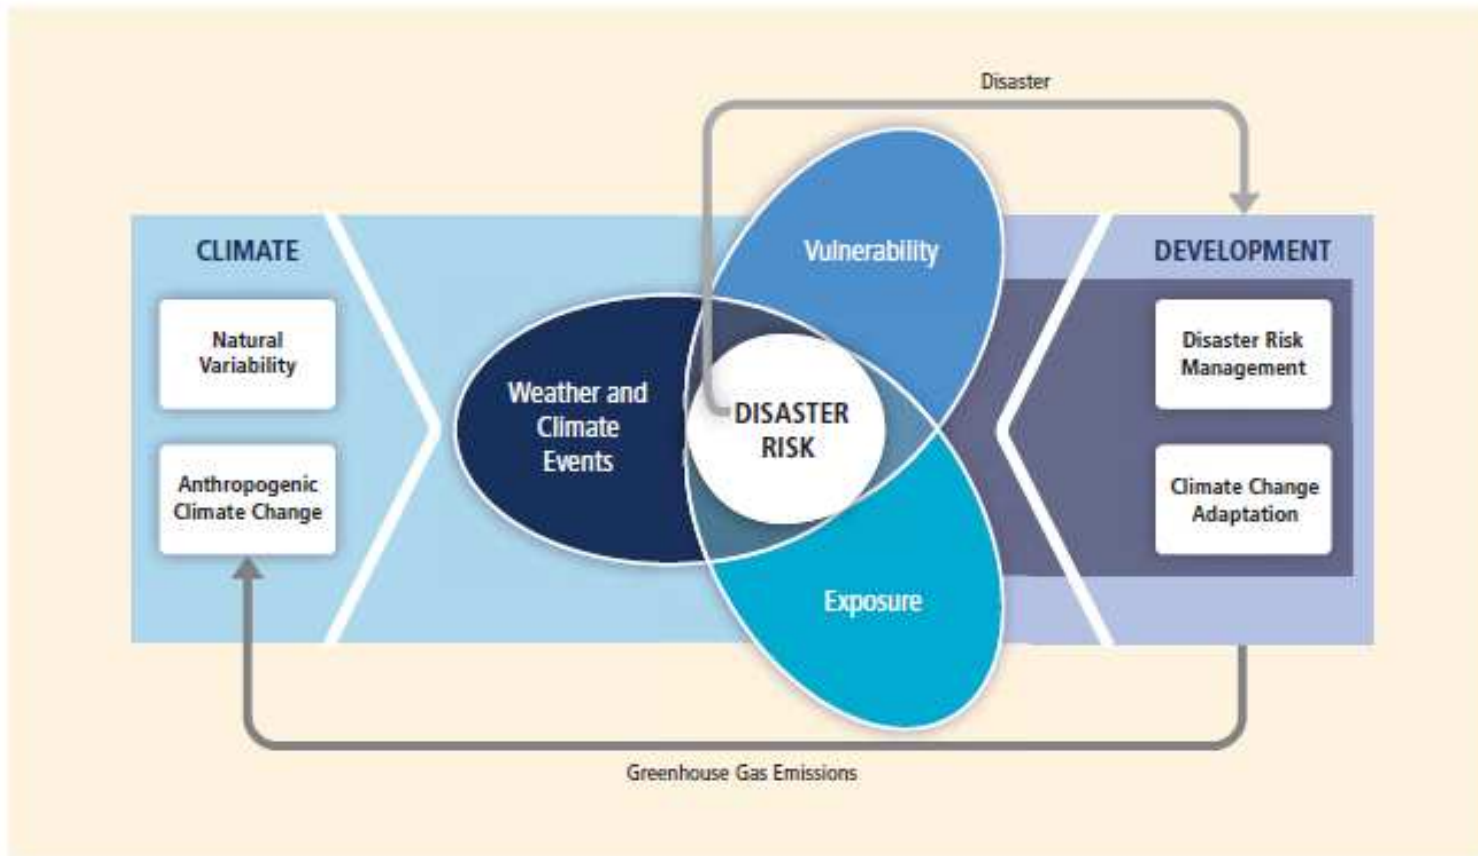 Disaster
CLIMATE
Natural
Variability
Anthropogenic
Climate Change
Weather and
Climate
Events
Vulnerability
DISASTER
RISK
Exposure
DEVELOPMENT
Disaster Risk
Management
Climate Change
Adaptation
Greenhouse Gas Emissions